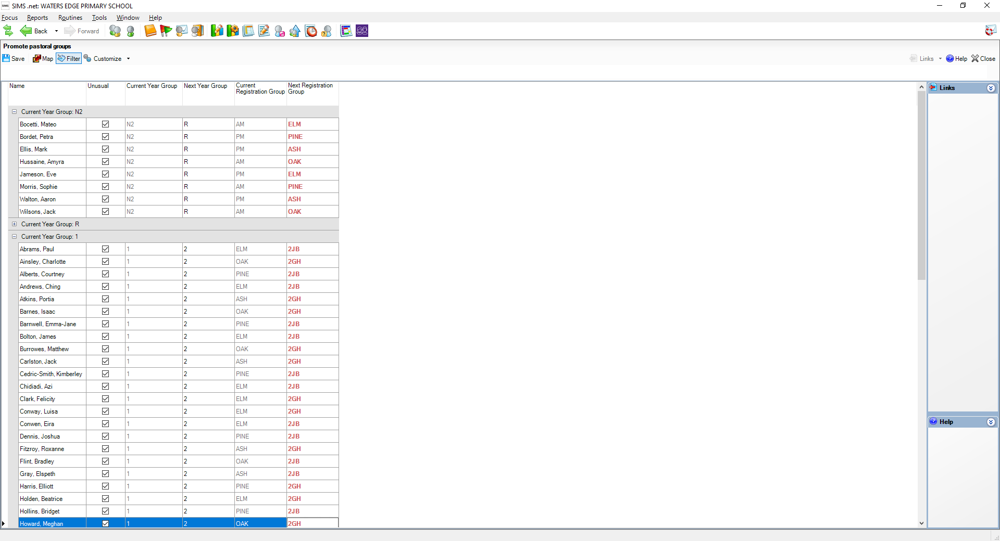 SIMS .net: WATERS EDGE PRIMARY SCHOOL
Focus Reports Routines Tools Window Help
Back Forward
Promote pastoral groups
Save Map Filter Customize Links Help Close
Name Unusual Current Year Group Next Year Group Current Registration Group Next Registration Group
Current Year Group: N2
Bocetti, Mateo N2 R AM ELM
Bordet, Petra N2 R PM PINE
Ellis, Mark N2 R PM ASH
Hussaine, Amyra N2 R AM OAK
Jameson, Eve N2 R PM ELM
Morris, Sophie N2 R AM PINE
Walton, Aaron N2 R PM ASH
Wilsons, Jack N2 R AM OAK
Current Year Group: R
Current Year Group: 1
Abrams, Paul 1 2 ELM 2JB
Ainsley, Charlotte 1 2 OAK 2GH
Alberts, Courtney 1 2 PINE 2JB
Andrews, Ching 1 2 ELM 2JB
Atkins, Portia 1 2 ASH 2GH
Barnes, Isaac 1 2 OAK 2GH
Barnwell, Emma-Jane 1 2 PINE 2JB
Bolton, James 1 2 ELM 2JB
Burrowes, Matthew 1 2 OAK 2GH
Carlston, Jack 1 2 ASH 2GH
Cedric-Smith, Kimberley 1 2 PINE 2JB
Chidiadi, Azi 1 2 ELM 2JB
Clark, Felicity 1 2 ELM 2GH
Conway, Luisa 1 2 ELM 2GH
Conwen, Eira 1 2 ELM 2JB
Dennis, Joshua 1 2 PINE 2JB
Fitzroy, Roxanne 1 2 ASH 2GH
Flint, Bradley 1 2 OAK 2JB
Gray, Elspeth 1 2 ASH 2JB
Harris, Elliott 1 2 PINE 2GH
Holden, Beatrice 1 2 ELM 2GH
Hollins, Bridget 1 2 PINE 2JB
Howard, Meghan 1 2 OAK 2GH
Links
Help